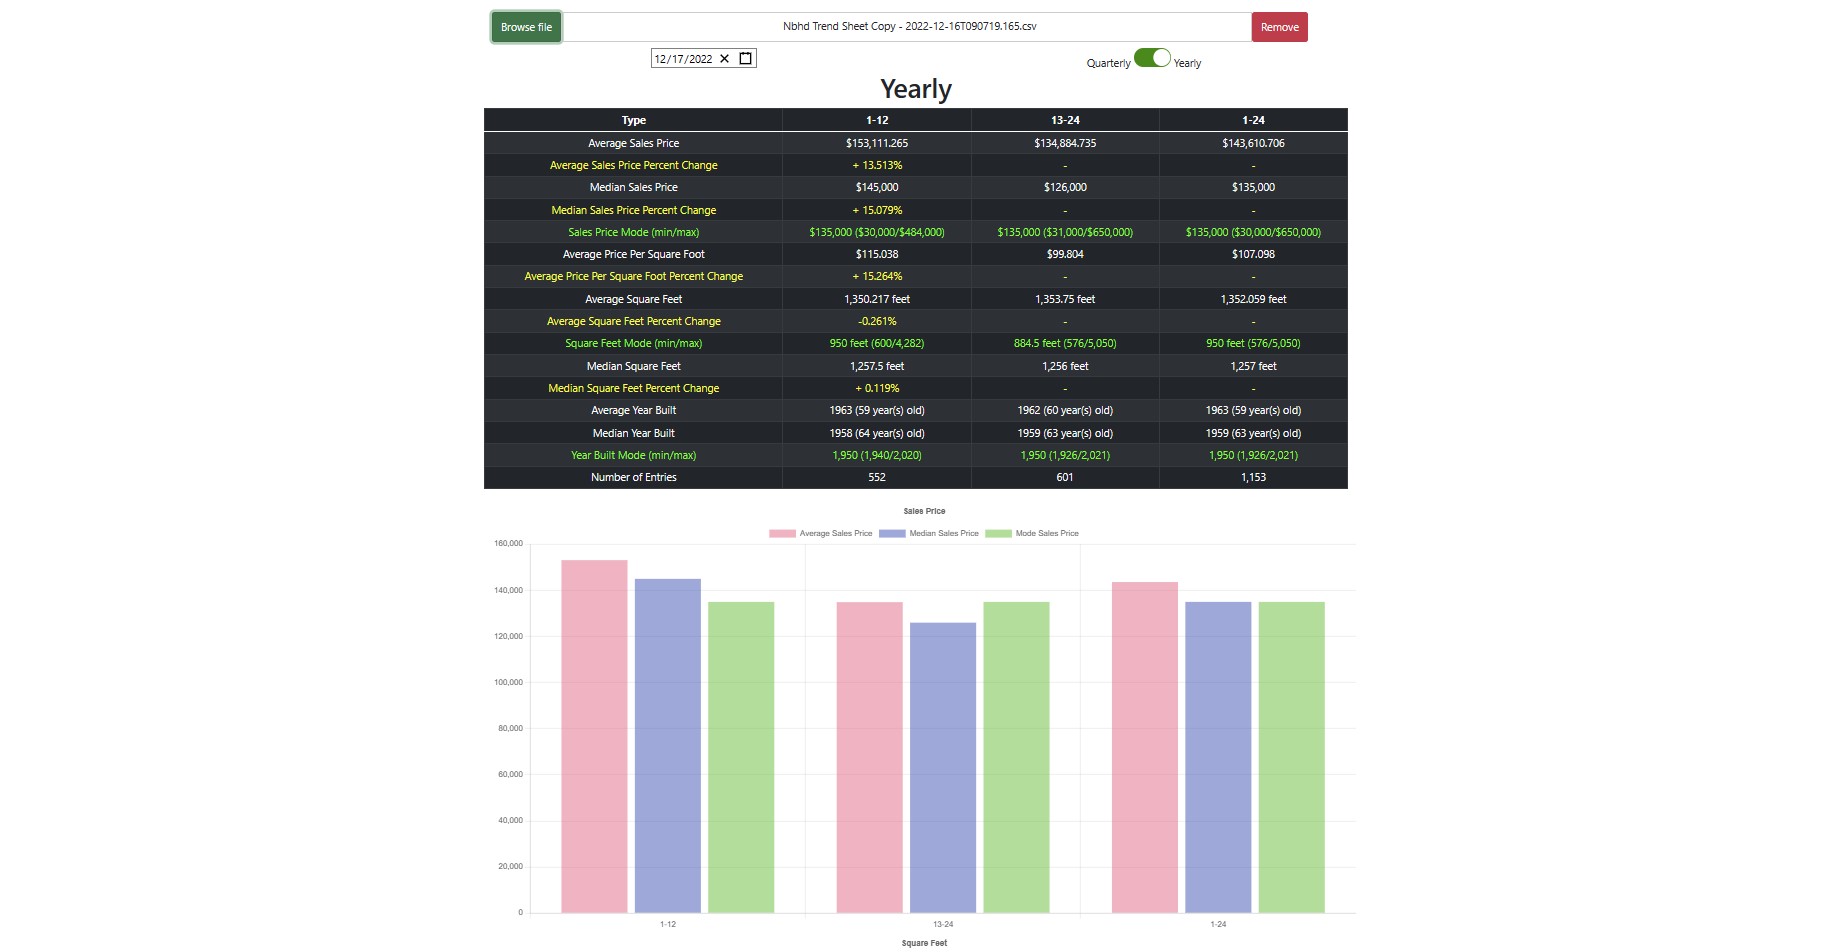 Browse file Nbhd Trend Sheet Copy - 2022-12-16T090719.165.csv Remove
12/17/2022 Quarterly Yearly
Yearly
Type 1-12 13-24 1-24
Average Sales Price $153,111.265 $134,884.735 $143,610.706
Average Sales Price Percent Change + 13.513% - -
Median Sales Price $145,000 $126,000 $135,000
Median Sales Price Percent Change + 15.079% - -
Sales Price Mode (min/max) $135,000 ($30,000/$484,000) $135,000 ($31,000/$650,000) $135,000 ($30,000/$650,000)
Average Price Per Square Foot $115.038 $99.804 $107.098
Average Price Per Square Foot Percent Change + 15.264% - -
Average Square Feet 1,350.217 feet 1,353.75 feet 1,352.059 feet
Average Square Feet Percent Change -0.261% - -
Square Feet Mode (min/max) 950 feet (600/4,282) 884.5 feet (576/5,050) 950 feet (576/5,050)
Median Square Feet 1,257.5 feet 1,256 feet 1,257 feet
Median Square Feet Percent Change + 0.119% - -
Average Year Built 1963 (59 year(s) old) 1962 (60 year(s) old) 1963 (59 year(s) old)
Median Year Built 1958 (64 year(s) old) 1959 (63 year(s) old) 1959 (63 year(s) old)
Year Built Mode (min/max) 1,950 (1,940/2,020) 1,950 (1,926/2,021) 1,950 (1,926/2,021)
Number of Entries 552 601 1,153
Sales Price
Average Sales Price Median Sales Price Mode Sales Price
160,000
140,000
120,000
100,000
80,000
60,000
40,000
20,000
0
1-12 13-24 1-24
Square Feet